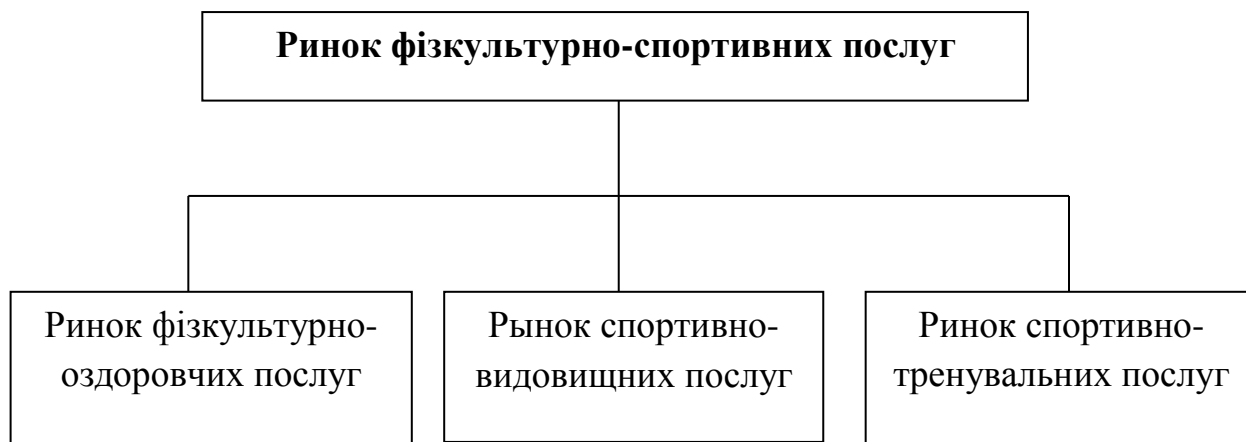 Ринок фізкультурно-спортивних послуг
Ринок фізкультурно-
оздоровчих послуг
Рынок спортивно-
видовищних послуг
Ринок спортивно-
тренувальних послуг